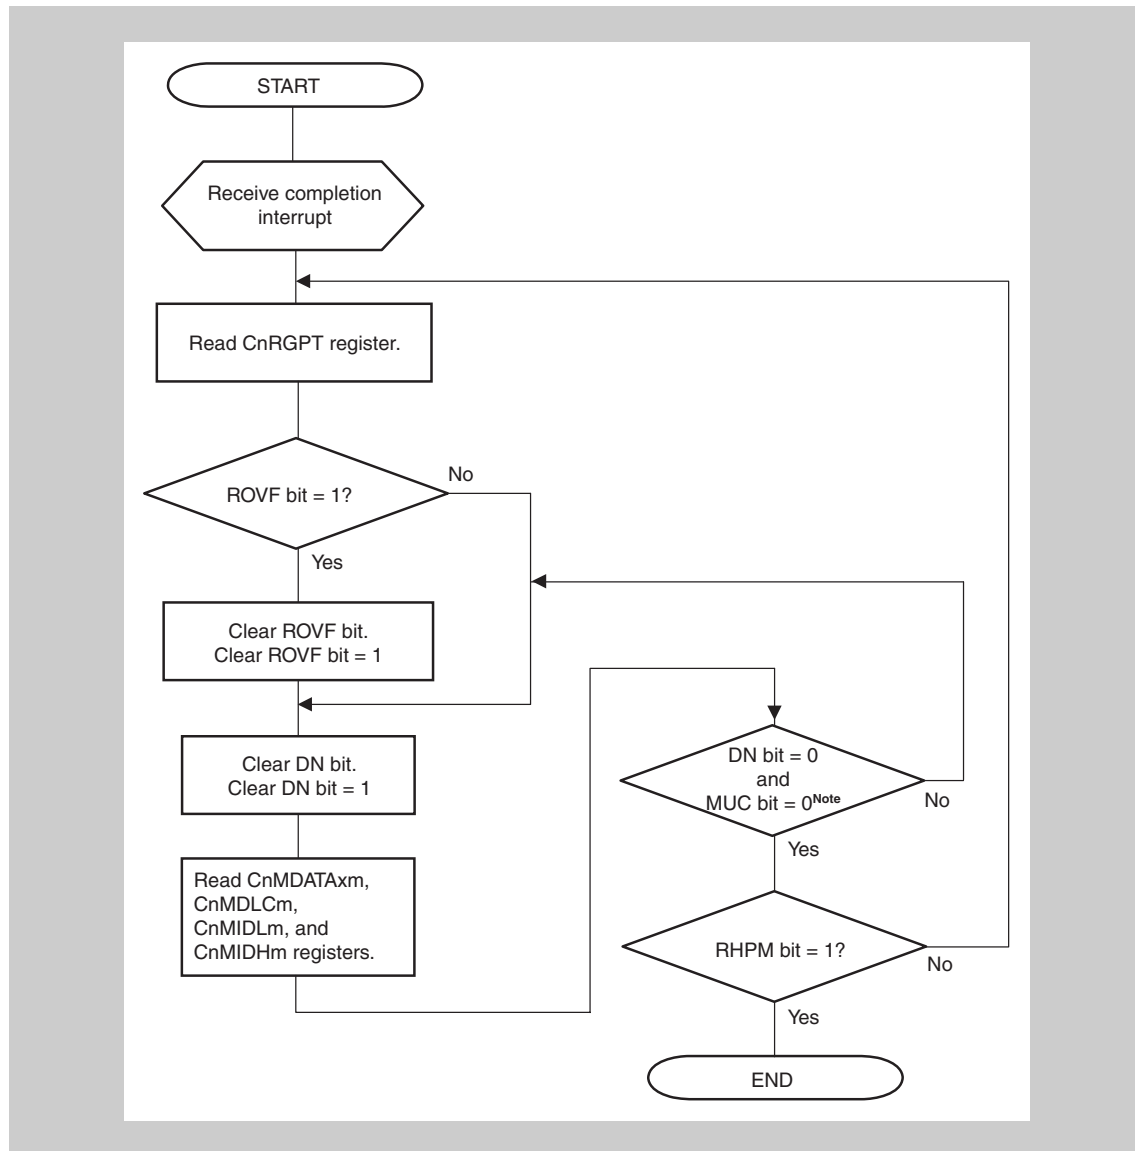 START
Receive completion
interrupt
Read CnRGPT register.
ROVF bit = 1?
No
Yes
Clear ROVF bit.
Clear ROVF bit = 1
Clear DN bit.
Clear DN bit = 1
Read CnMDATAxm,
CnMDLCm,
CnMIDLm, and
CnMIDHm registers.
DN bit = 0
and
MUC bit = 0Note
No
Yes
RHPM bit = 1?
No
Yes
END